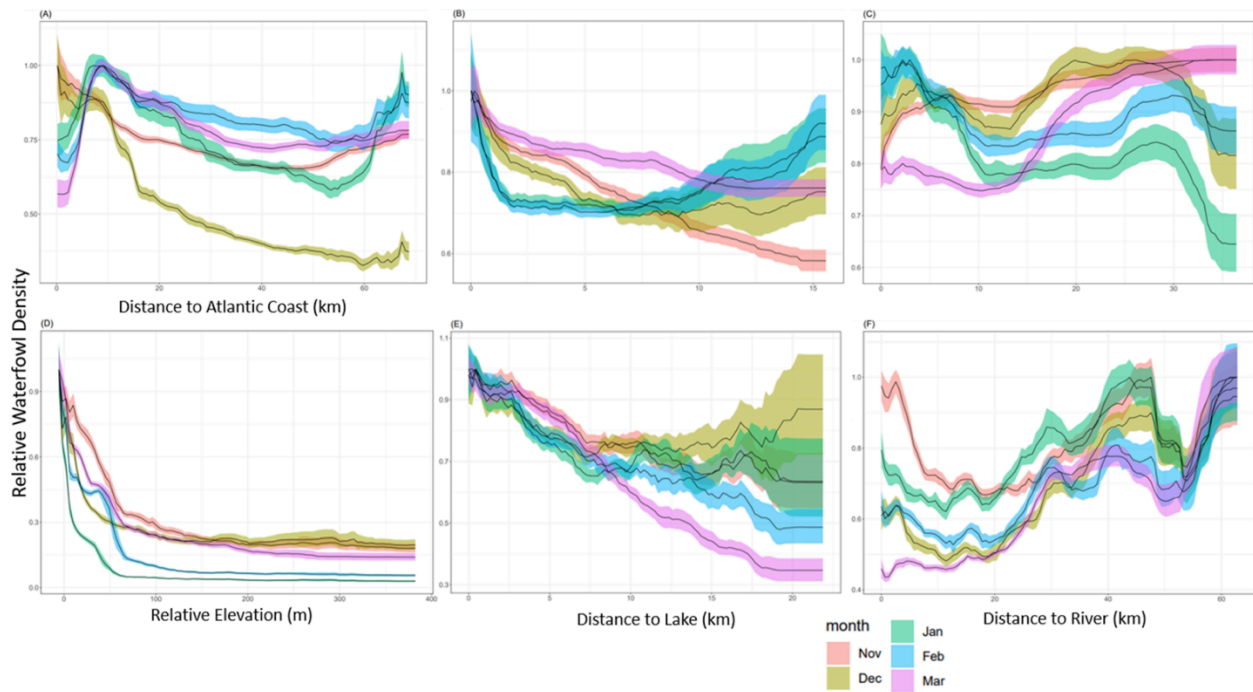 (A)
(B)
(C)
1.00
0.75
0.50
0 20 40 60
1.0
0.8
0.6
0 5 10 15
1.0
0.9
0.8
0.7
0.6
0 10 20 30
Distance to Atlantic Coast (km)
Relative Waterfowl Density
(D)
(E)
(F)
0.9
0.6
0.3
0.0
0 50 100 200 300 400
1.1
0.9
0.7
0.5
0.3
0 5 10 15 20
1.0
0.8
0.6
0.4
0 20 40 60
Relative Elevation (m)
Distance to Lake (km)
Distance to River (km)
month
Nov
Dec
Jan
Feb
Mar